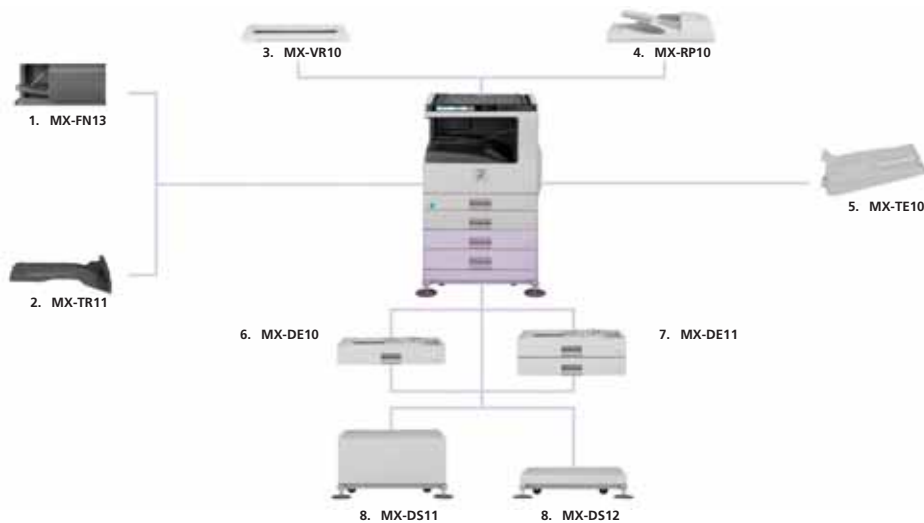 3. MX-VR10
4. MX-RP10
1. MX-FN13
5. MX-TE10
2. MX-TR11
6. MX-DE10
7. MX-DE11
8. MX-DS11
8. MX-DS12